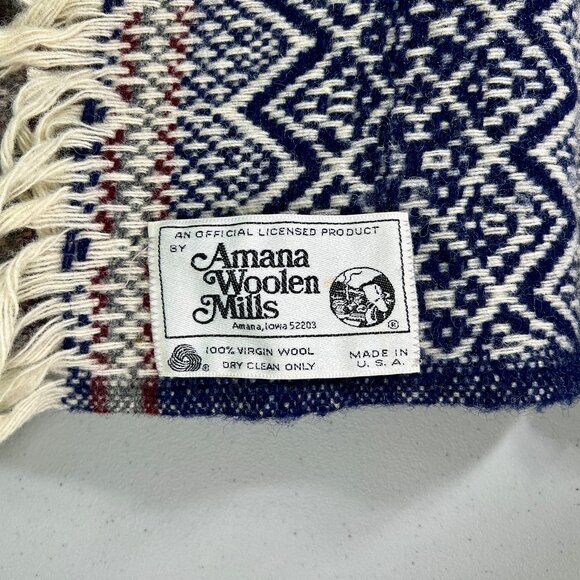 AN OFFICIAL LICENSED PRODUCT
BY Amana
Woolen
Mills
Amana, Iowa 52203
®
® 100% VIRGIN WOOL MADE IN
DRY CLEAN ONLY U. S. A.